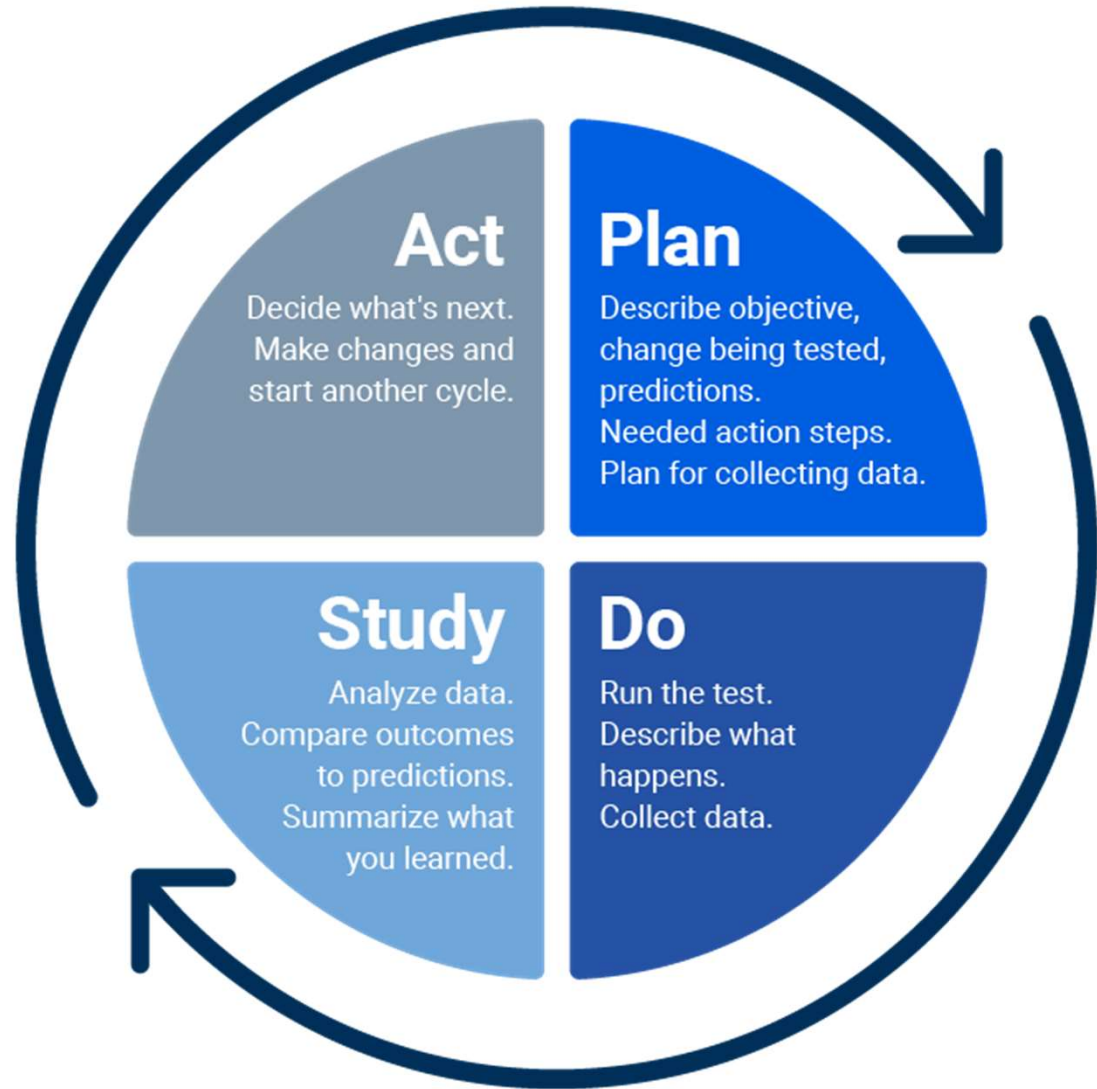 Act
Decide what's next.
Make changes and
start another cycle.
Plan
Describe objective,
change being tested,
predictions.
Needed action steps.
Plan for collecting data.
Study
Analyze data.
Compare outcomes
to predictions.
Summarize what
you learned.
Do
Run the test.
Describe what
happens.
Collect data.